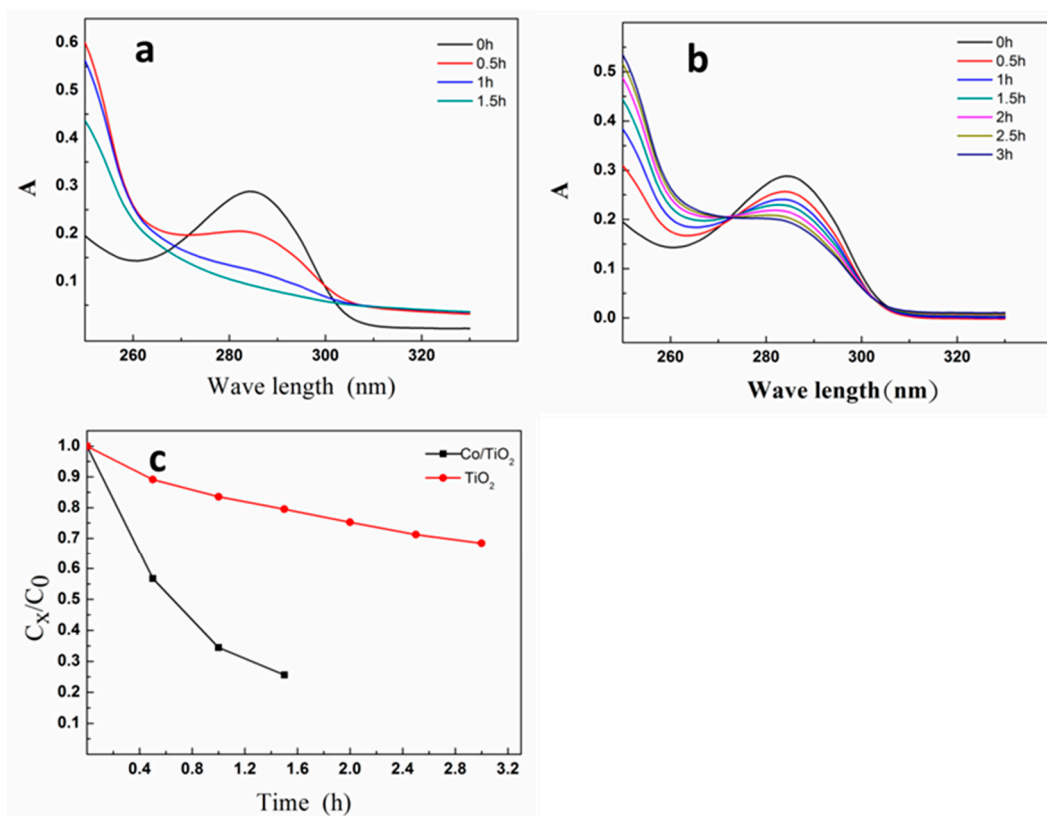 a
0h
0.5h
1h
1.5h
0.6
0.5
0.4
0.3
0.2
0.1
A
260 280 300 320
Wave length (nm)
b
0h
0.5h
1h
1.5h
2h
2.5h
3h
0.5
0.4
0.3
0.2
0.1
0.0
A
260 280 300 320
Wave length(nm)
c
Co/TiO₂
TiO₂
1.0
0.9
0.8
0.7
0.6
0.5
0.4
0.3
0.2
0.1
Cx/C0
0.4 0.8 1.2 1.6 2.0 2.4 2.8 3.2
Time (h)